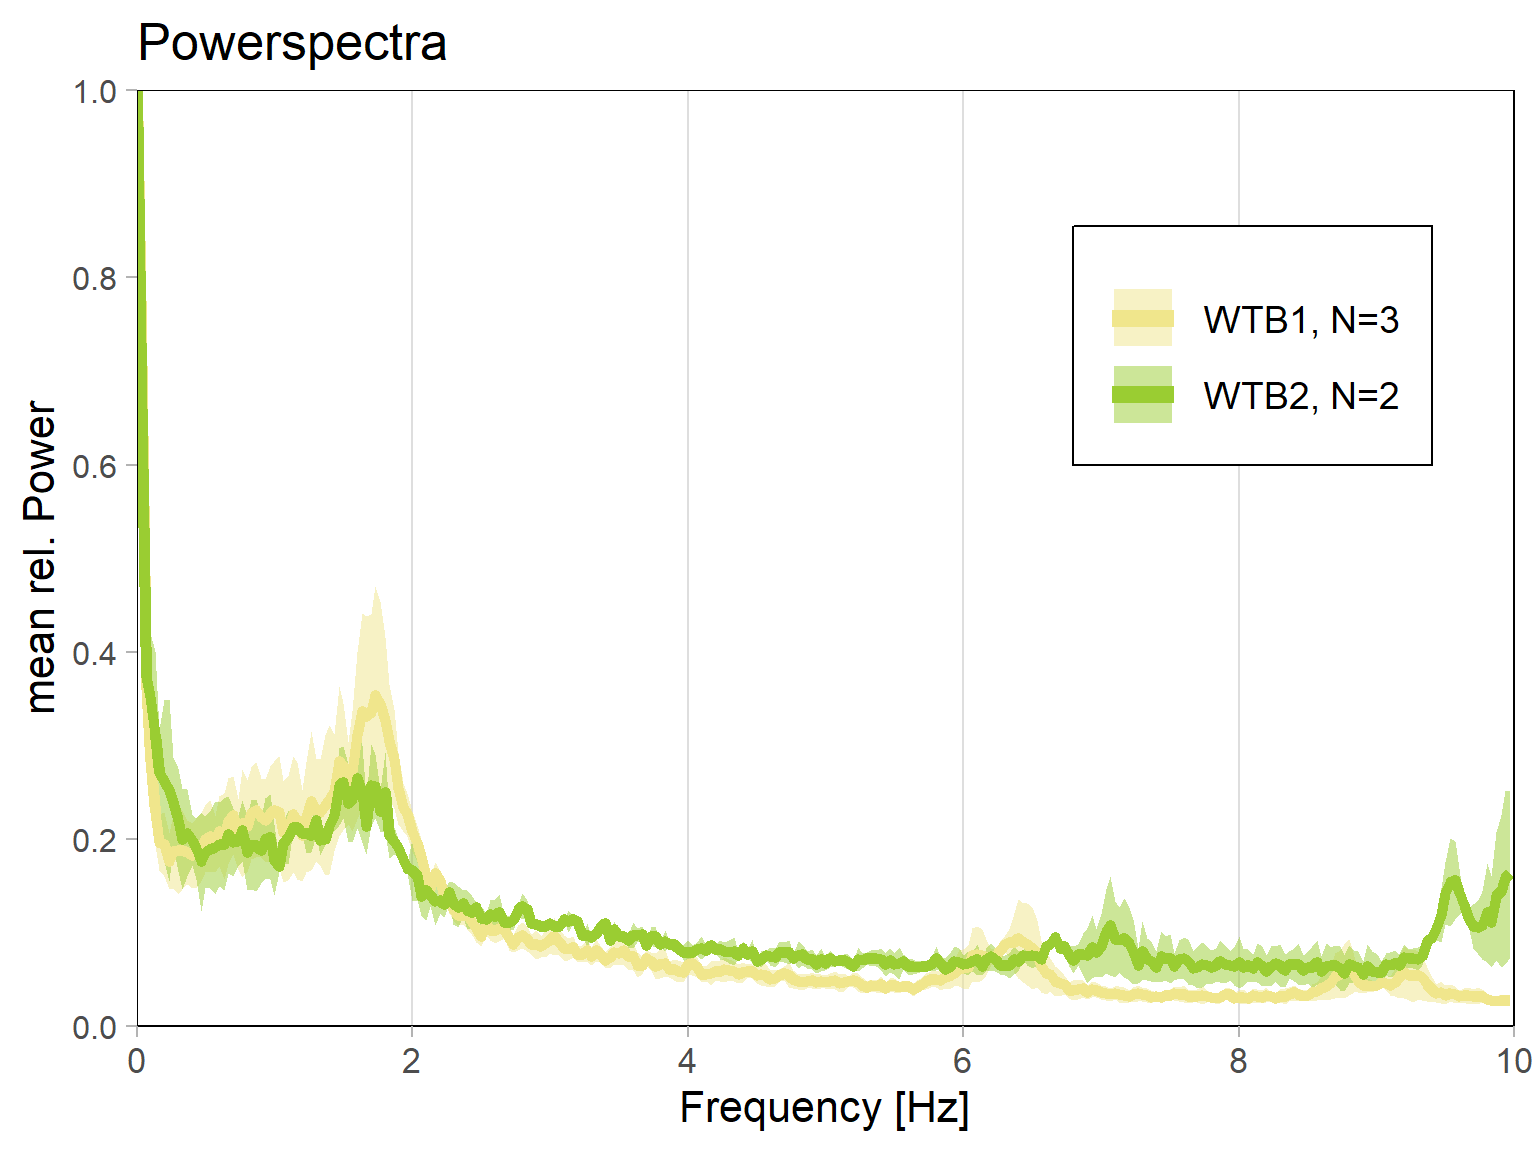 Powerspectra
1.0
0.8
0.6
0.4
0.2
0.0
mean rel. Power
WTB1, N=3
WTB2, N=2
0 2 4 6 8 10
Frequency [Hz]